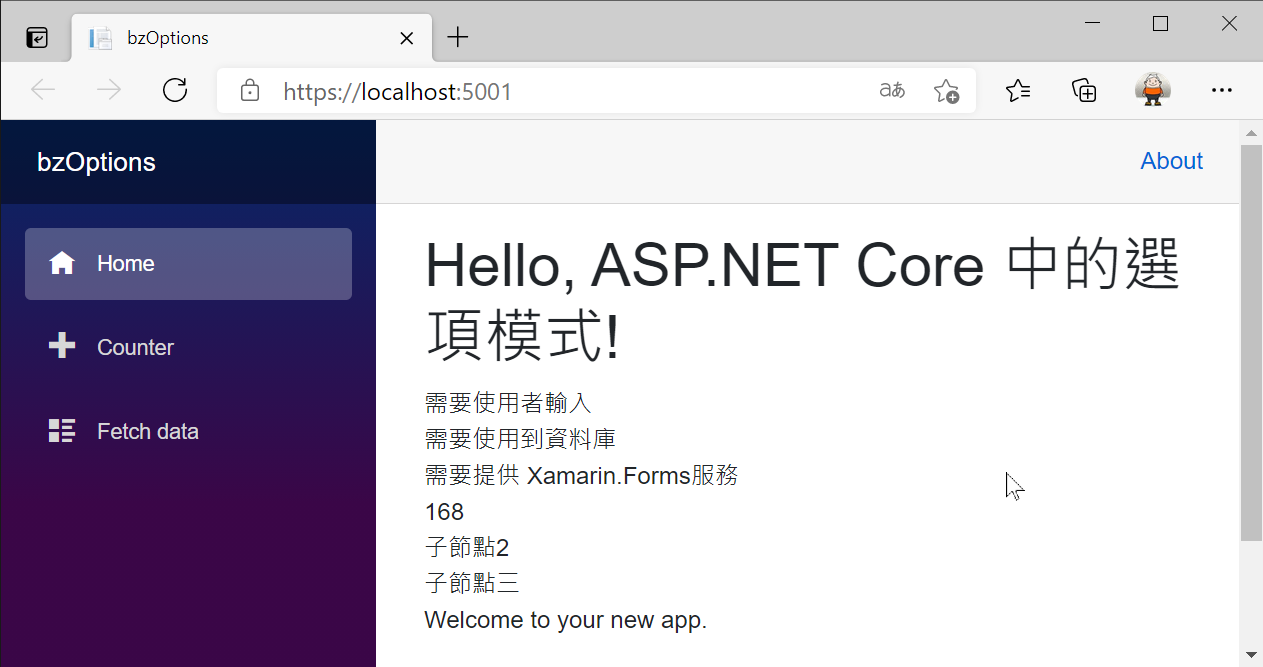 bzOptions
https://localhost:5001
aあ
bzOptions
About
Home
Counter
Fetch data
Hello, ASP.NET Core 中的選
項模式!
需要使用者輸入
需要使用到資料庫
需要提供 Xamarin.Forms服務
168
子節點2
子節點三
Welcome to your new app.